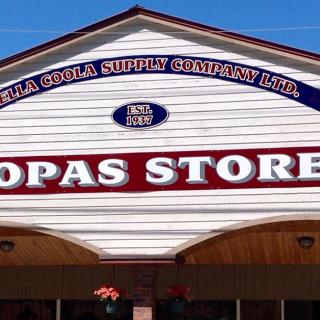 ELLA COOLA SUPPLY COMPANY LTD.
EST.
1937
OPAS STORE